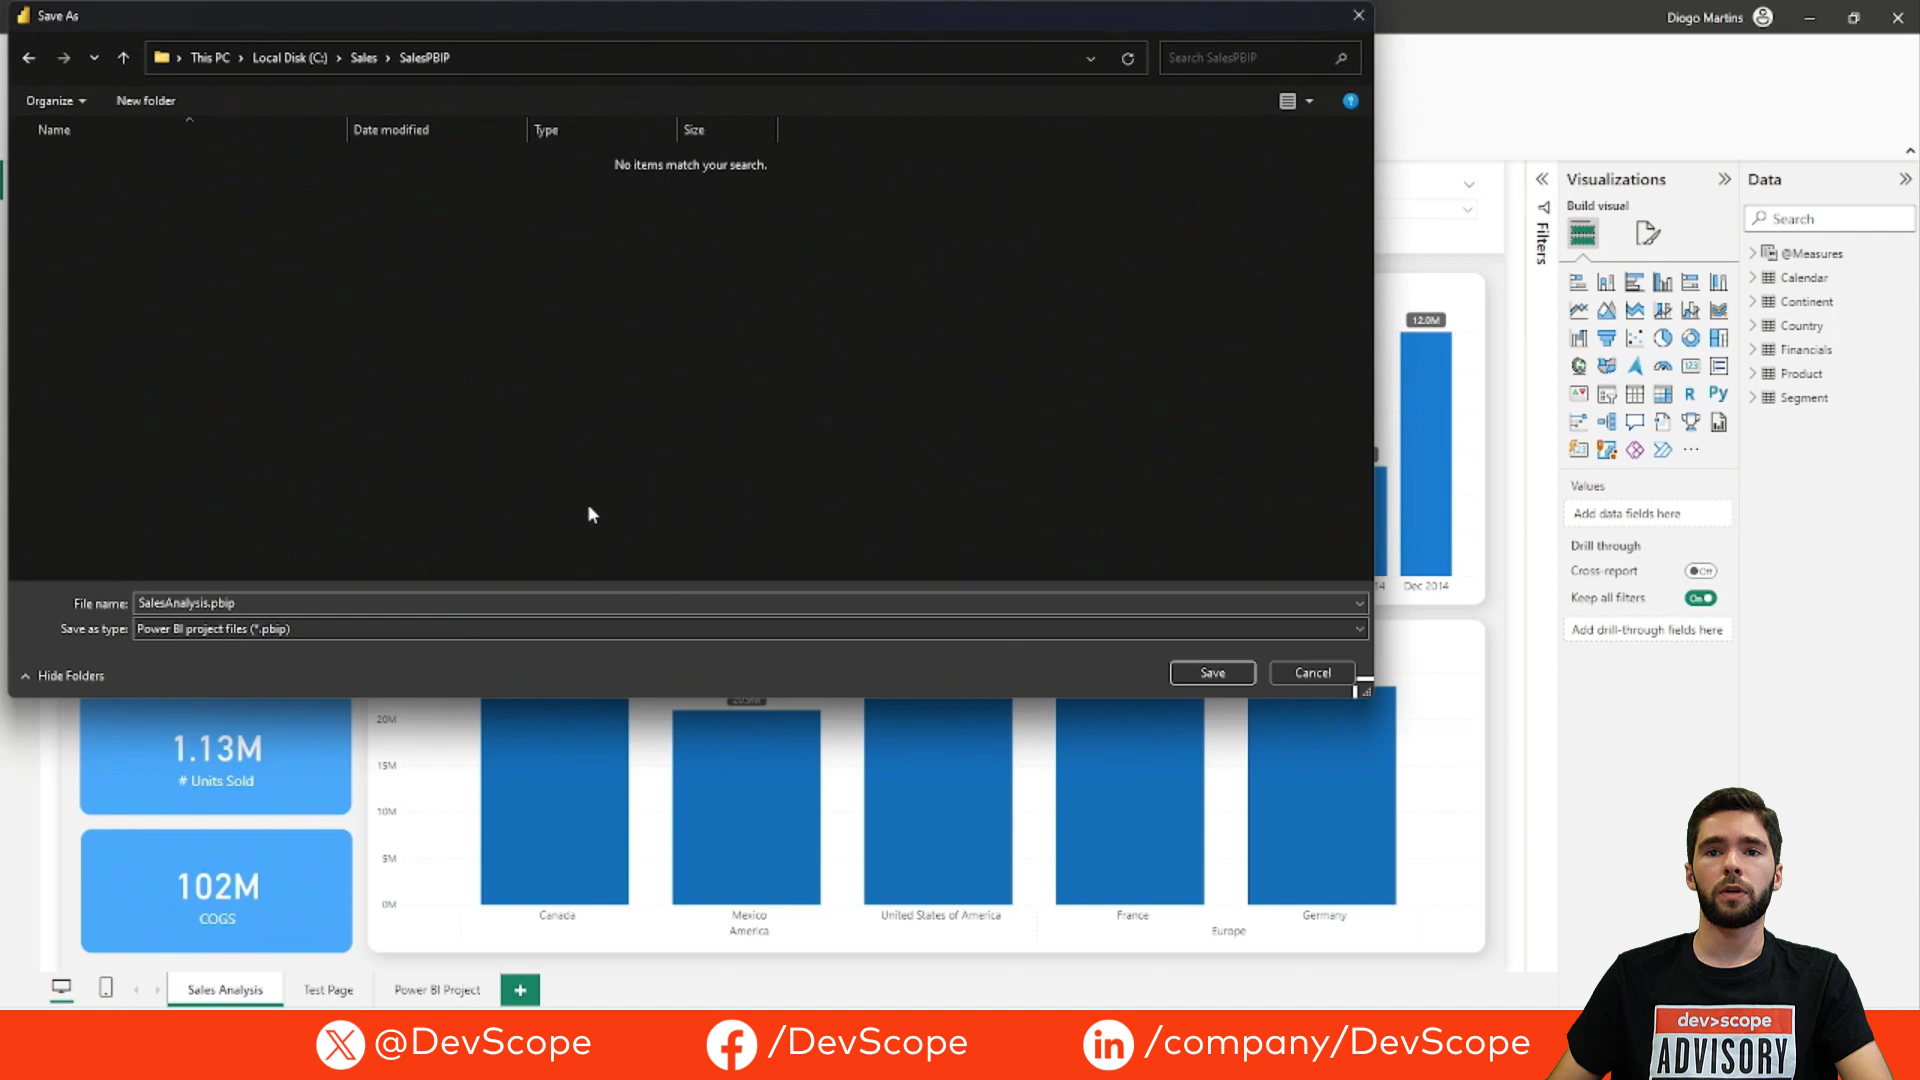 Save As
Diogo Martins
This PC > Local Disk (C:) > Sales > SalesPBIP
Search SalesPBIP
Organize
New folder
Name
Date modified
Type
Size
No items match your search.
File name:
SalesAnalysis.pbip
Save as type:
Power BI project files (*.pbip)
Hide Folders
Save
Cancel
Filters
Visualizations
Build visual
R
Py
123
Values
Add data fields here
Drill through
Cross-report
Off
Keep all filters
On
Add drill-through fields here
Data
Search
@Measures
Calendar
Continent
Country
Financials
Product
Segment
12.0M
14
Dec 2014
1.13M
# Units Sold
102M
COGS
20M
15M
10M
5M
0M
Canada
Mexico
United States of America
France
Germany
America
Europe
Sales Analysis
Test Page
Power BI Project
+
@DevScope
/DevScope
/company/DevScope
dev>scope
ADVISORY